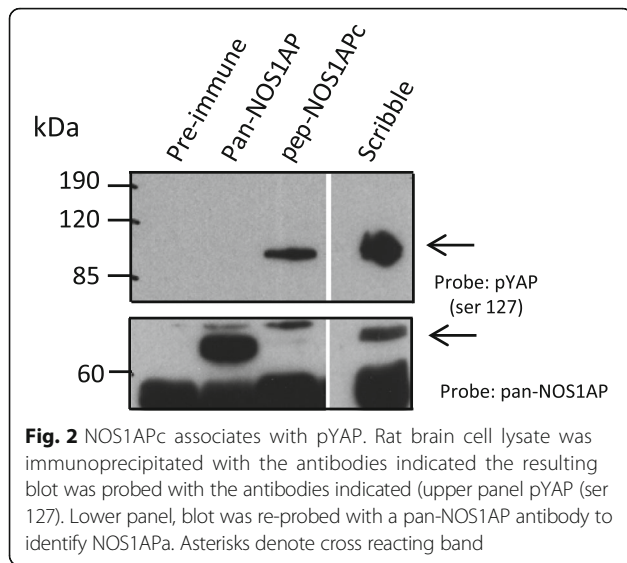 kDa
Pre-immune
Pan-NOS1AP
pep-NOS1APc
Scribble
190
120
85
Probe: pYAP
(ser 127)
60
Probe: pan-NOS1AP
Fig. 2 NOS1APc associates with pYAP. Rat brain cell lysate was
immunoprecipitated with the antibodies indicated the resulting
blot was probed with the antibodies indicated (upper panel pYAP (ser
127). Lower panel, blot was re-probed with a pan-NOS1AP antibody to
identify NOS1APa. Asterisks denote cross reacting band